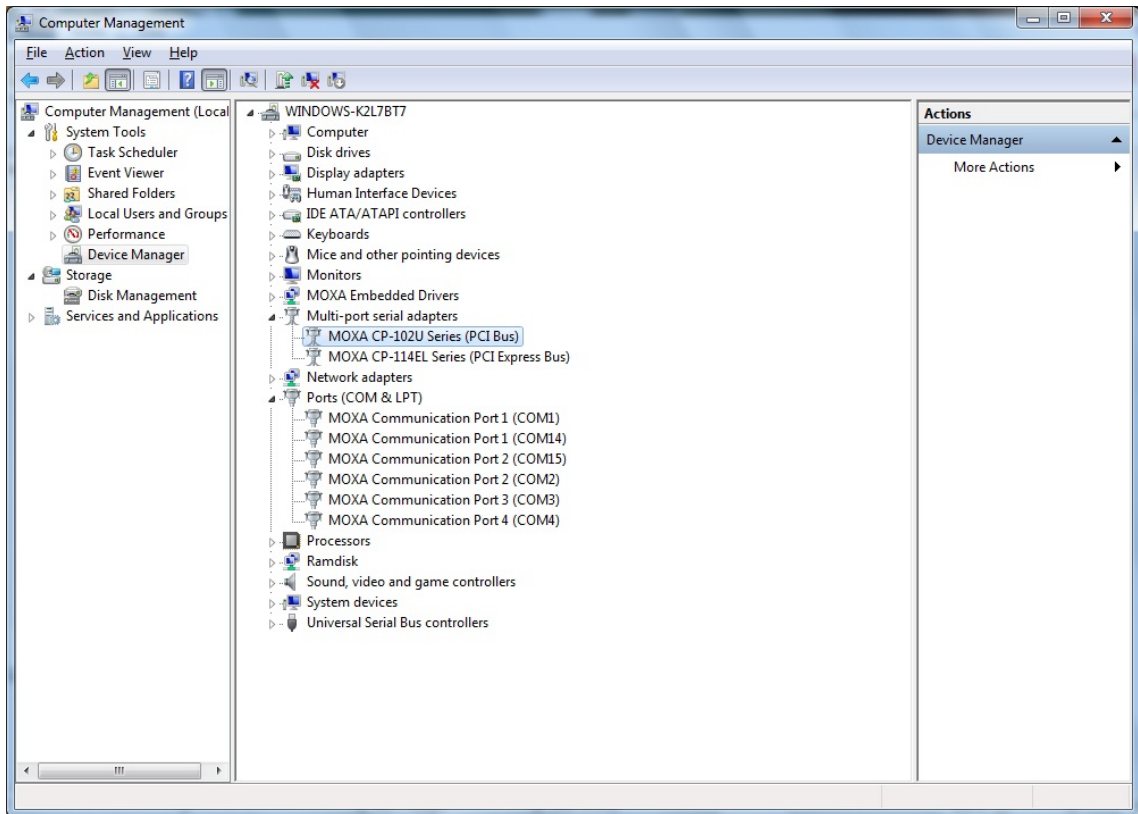 Computer Management
File Action View Help
Computer Management (Local
System Tools
Task Scheduler
Event Viewer
Shared Folders
Local Users and Groups
Performance
Device Manager
Storage
Disk Management
Services and Applications
WINDOWS-K2L7BT7
Computer
Disk drives
Display adapters
Human Interface Devices
IDE ATA/ATAPI controllers
Keyboards
Mice and other pointing devices
Monitors
MOXA Embedded Drivers
Multi-port serial adapters
MOXA CP-102U Series (PCI Bus)
MOXA CP-114EL Series (PCI Express Bus)
Network adapters
Ports (COM & LPT)
MOXA Communication Port 1 (COM1)
MOXA Communication Port 1 (COM14)
MOXA Communication Port 2 (COM15)
MOXA Communication Port 2 (COM2)
MOXA Communication Port 3 (COM3)
MOXA Communication Port 4 (COM4)
Processors
Ramdisk
Sound, video and game controllers
System devices
Universal Serial Bus controllers
Actions
Device Manager
More Actions